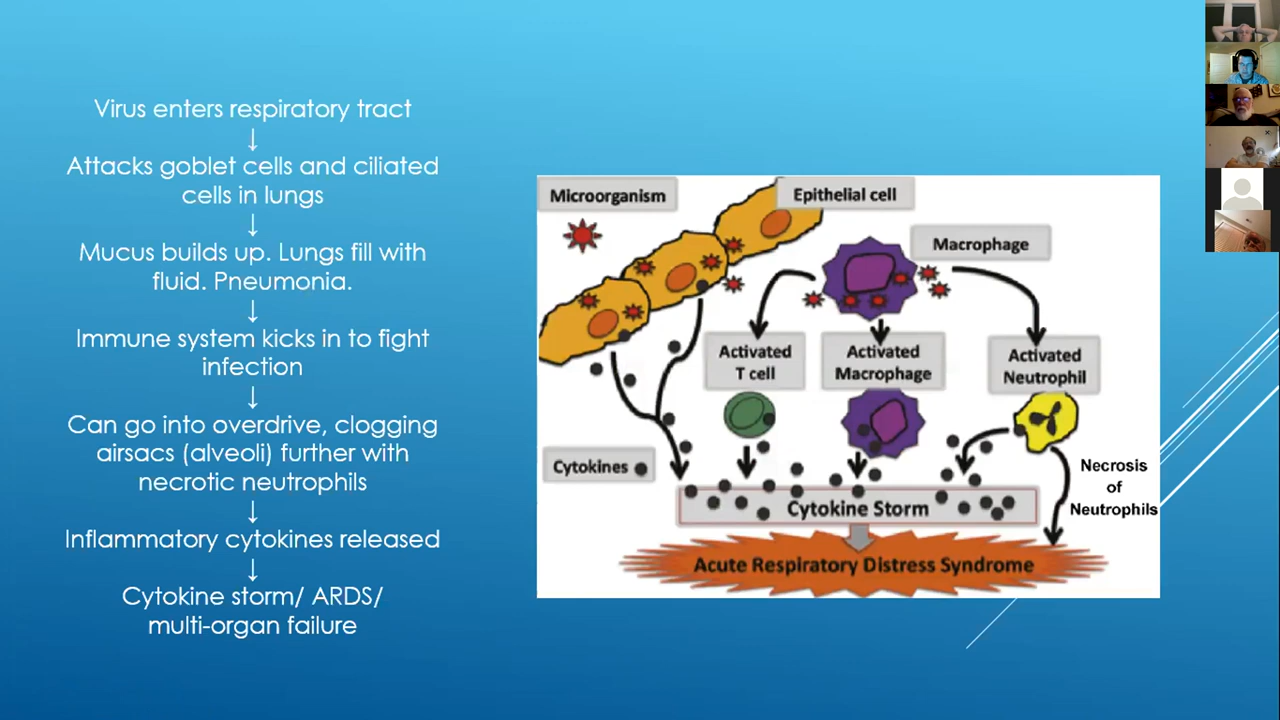 Virus enters respiratory tract
↓
Attacks goblet cells and ciliated
cells in lungs
↓
Mucus builds up. Lungs fill with
fluid. Pneumonia.
↓
Immune system kicks in to fight
infection
↓
Can go into overdrive, clogging
airsacs (alveoli) further with
necrotic neutrophils
↓
Inflammatory cytokines released
↓
Cytokine storm/ ARDS/
multi-organ failure
Microorganism
Epithelial cell
Macrophage
Activated
T cell
Activated
Macrophage
Activated
Neutrophil
Cytokines
Necrosis
of
Neutrophils
Cytokine Storm
Acute Respiratory Distress Syndrome